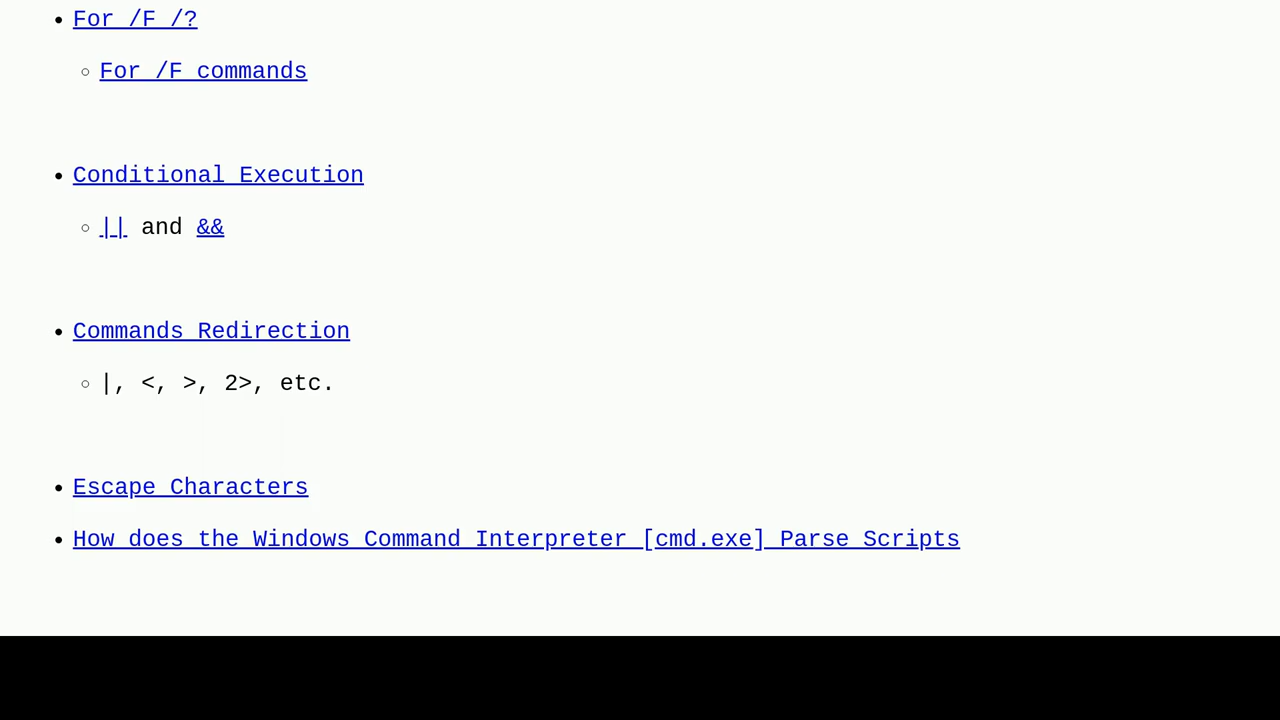 For /F /?
For /F commands
Conditional Execution
|| and &&
Commands Redirection
|, <, >, 2>, etc.
Escape Characters
How does the Windows Command Interpreter [cmd.exe] Parse Scripts